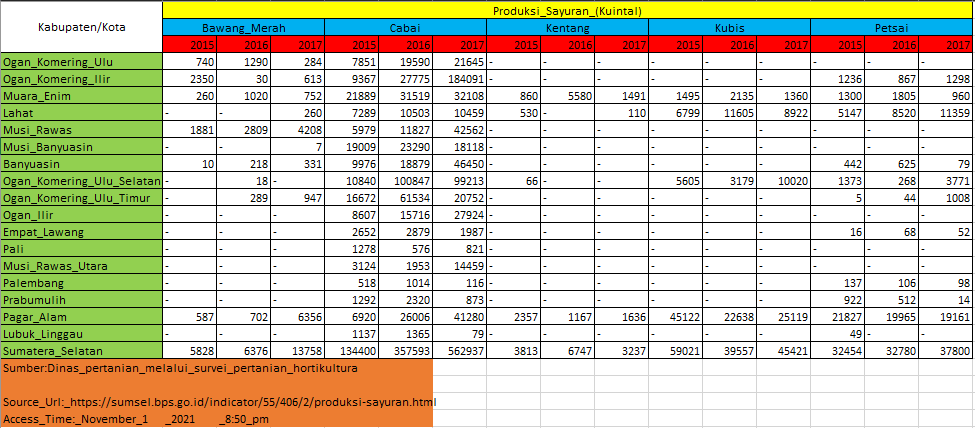 Produksi_Sayuran_(Kuintal)
Kabupaten/Kota Bawang_Merah Cabai Kentang Kubis Petsai
2015 2016 2017 2015 2016 2017 2015 2016 2017 2015 2016 2017 2015 2016 2017
Ogan_Komering_Ulu 740 1290 284 7851 19590 21645 - - - - - - - - -
Ogan_Komering_Ilir 2350 30 613 9367 27775 184091 - - - - - - 1236 867 1298
Muara_Enim 260 1020 752 21889 31519 32108 860 5580 1491 1495 2135 1360 1300 1805 960
Lahat - - 260 7289 10503 10459 530 - 110 6799 11605 8922 5147 8520 11359
Musi_Rawas 1881 2809 4208 5979 11827 42562 - - - - - - - - -
Musi_Banyuasin - - 7 19009 23290 18118 - - - - - - - - -
Banyuasin 10 218 331 9976 18879 46450 - - - - - - 442 625 79
Ogan_Komering_Ulu_Selatan - 18 - 10840 100847 99213 66 - - 5605 3179 10020 1373 268 3771
Ogan_Komering_Ulu_Timur - 289 947 16672 61534 20752 - - - - - - 5 44 1008
Ogan_Ilir - - - 8607 15716 27924 - - - - - - - - -
Empat_Lawang - - - 2652 2879 1987 - - - - - - 16 68 52
Pali - - - 1278 576 821 - - - - - - - - -
Musi_Rawas_Utara - - - 3124 1953 14459 - - - - - - - - -
Palembang - - - 518 1014 116 - - - - - - 137 106 98
Prabumulih - - - 1292 2320 873 - - - - - - 922 512 14
Pagar_Alam 587 702 6356 6920 26006 41280 2357 1167 1636 45122 22638 25119 21827 19965 19161
Lubuk_Linggau - - - 1137 1365 79 - - - - - - 49 - -
Sumatera_Selatan 5828 6376 13758 134400 357593 562937 3813 6747 3237 59021 39557 45421 32454 32780 37800
Sumber:Dinas_pertanian_melalui_survei_pertanian_hortikultura
Source_Url:_https://sumsel.bps.go.id/indicator/55/406/2/produksi-sayuran.html
Access_Time:_November_1 _2021 _8:50_pm